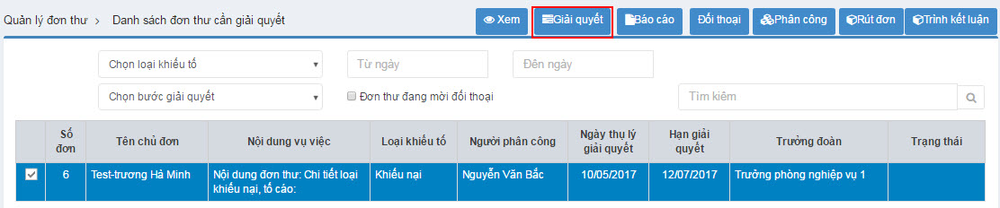 Quản lý đơn thư > Danh sách đơn thư cần giải quyết Xem Giải quyết Báo cáo Đối thoại Phân công Rút đơn Trình kết luận
Chọn loại khiếu tố Từ ngày Đến ngày
Chọn bước giải quyết Đơn thư đang mời đối thoại Tìm kiếm
Số đơn Tên chủ đơn Nội dung vụ việc Loại khiếu tố Người phân công Ngày thụ lý giải quyết Hạn giải quyết Trưởng đoàn Trạng thái
6 Test-trương Hà Minh Nội dung đơn thư: Chi tiết loại Khiếu nại Nguyễn Văn Bắc 10/05/2017 12/07/2017 Trưởng phòng nghiệp vụ 1
khiếu nại, tố cáo: